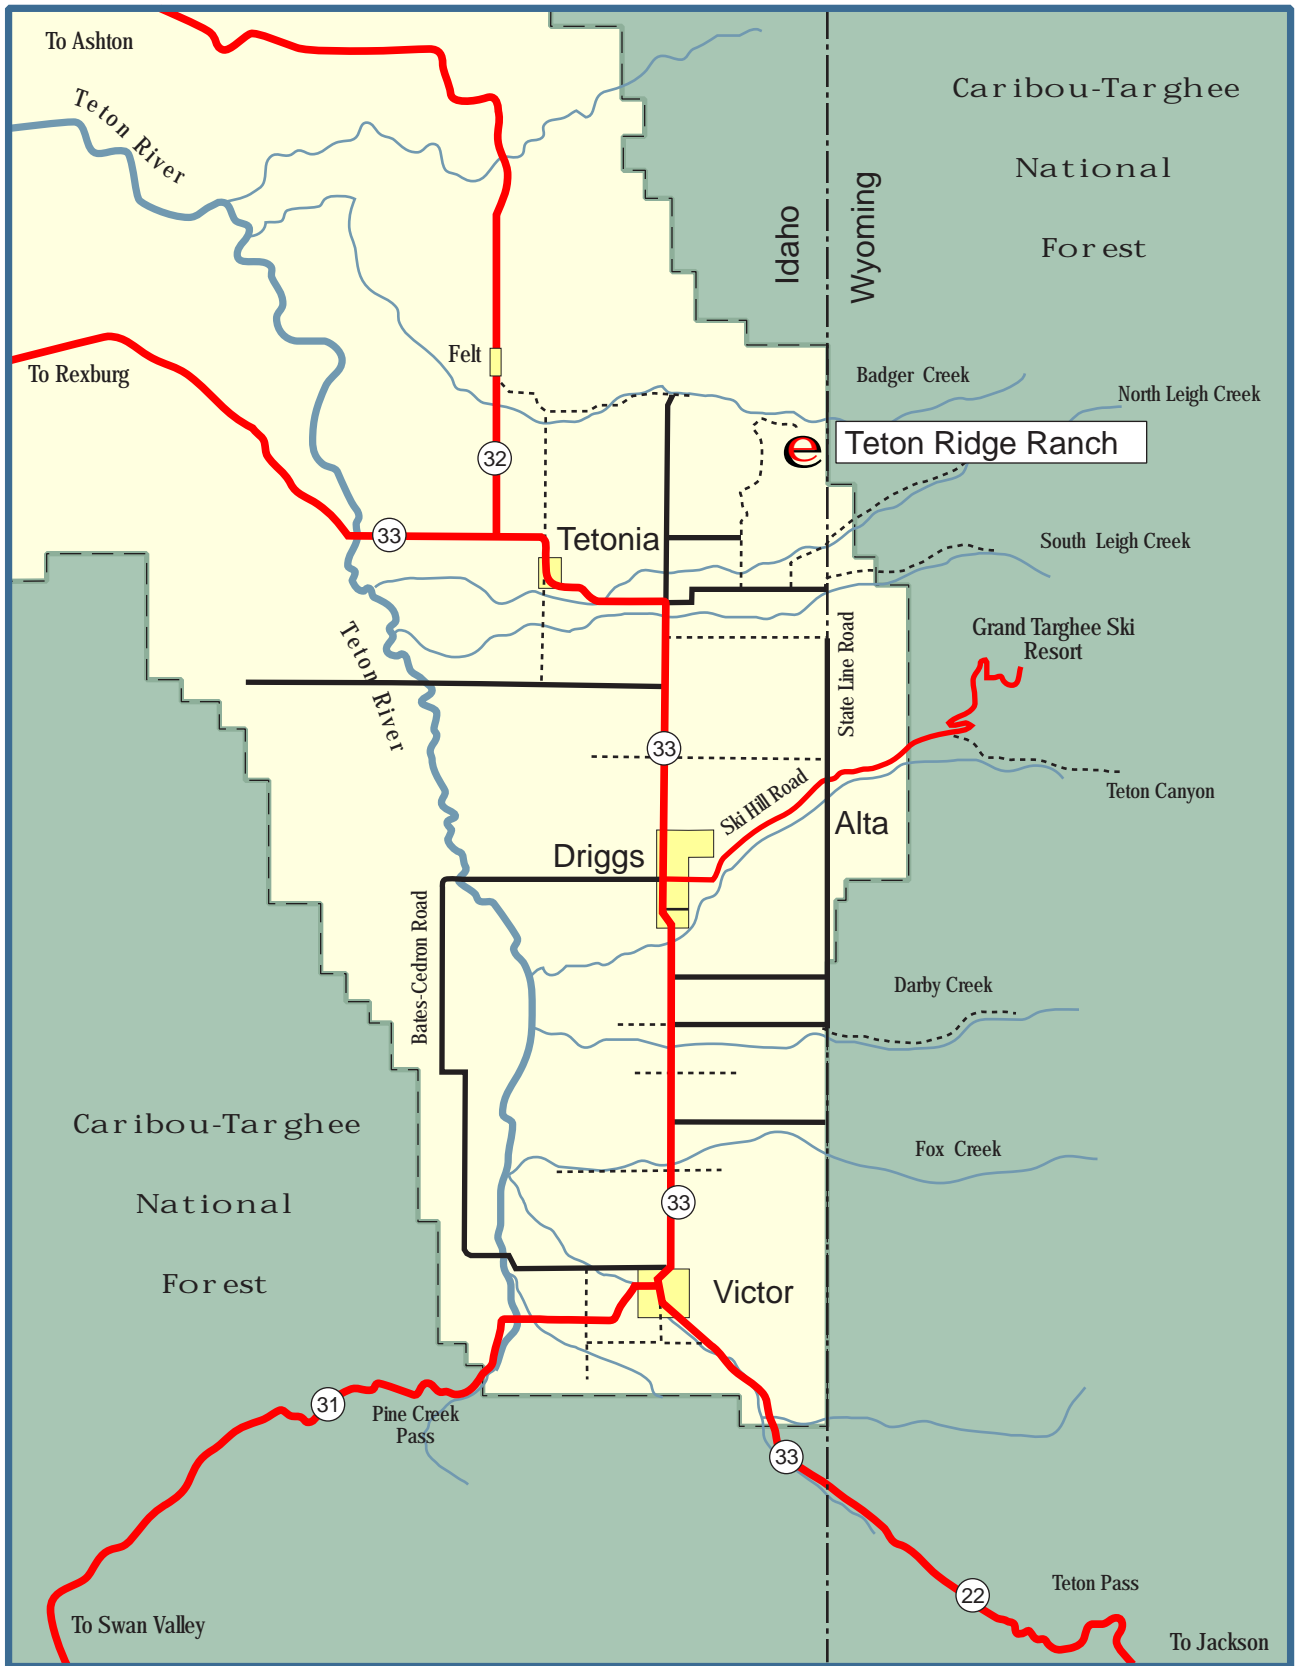 To Ashton
Teton River
Caribou-Targhee
National
Forest
Idaho
Wyoming
Felt
To Rexburg
Badger Creek
North Leigh Creek
e
Teton Ridge Ranch
32
33
Tetonia
South Leigh Creek
Teton River
State Line Road
Grand Targhee Ski
Resort
33
Ski Hill Road
Teton Canyon
Alta
Driggs
Bates-Cedron Road
Darby Creek
Caribou-Targhee
National
Forest
Fox Creek
33
Victor
31
Pine Creek
Pass
33
22
Teton Pass
To Swan Valley
To Jackson